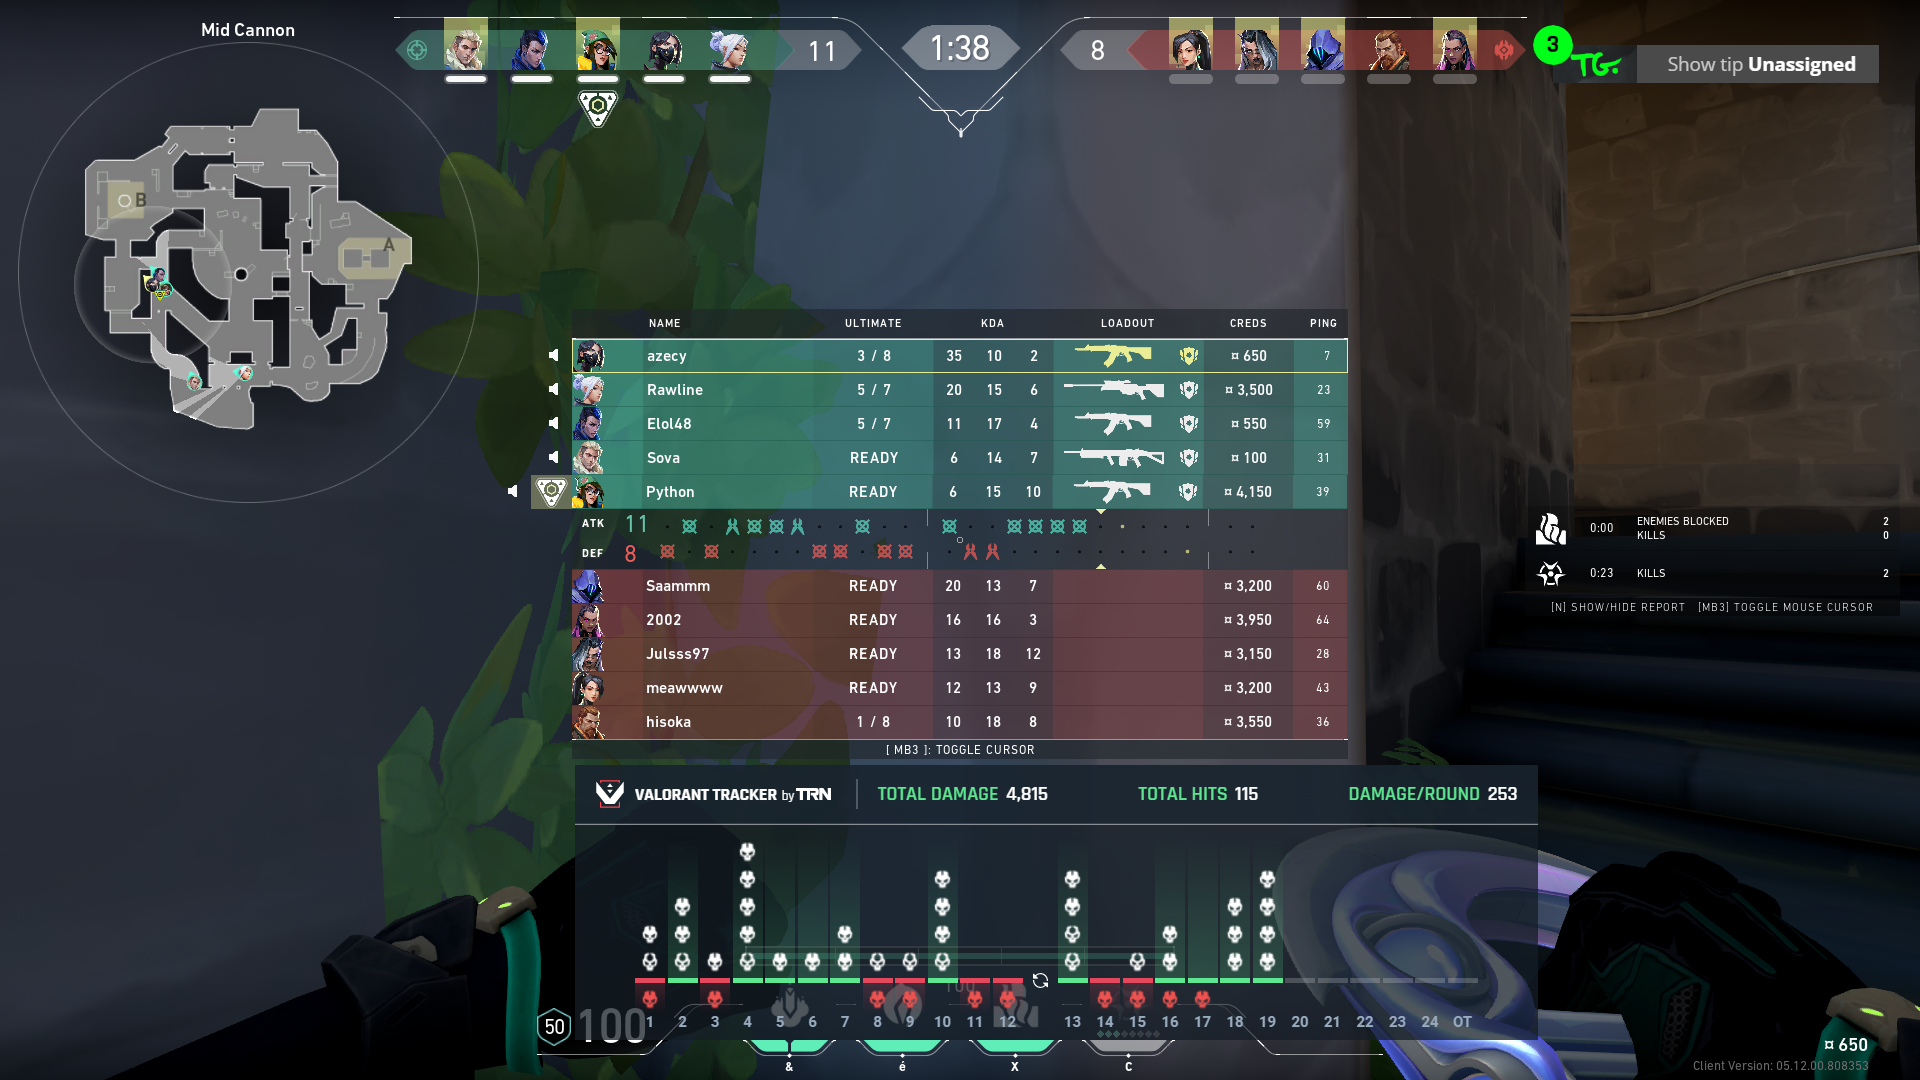 Mid Cannon
11
1:38
8
3
TG.
Show tip Unassigned
B
A
NAME ULTIMATE KDA LOADOUT CREDS PING
azecy 3 / 8 35 10 2 ¤ 650 7
Rawline 5 / 7 20 15 6 ¤ 3,500 23
Elol48 5 / 7 11 17 4 ¤ 550 59
Sova READY 6 14 7 ¤ 100 31
Python READY 6 15 10 ¤ 4,150 39
ATK 11
DEF 8
Saammm READY 20 13 7 ¤ 3,200 60
2002 READY 16 16 3 ¤ 3,950 64
Julsss97 READY 13 18 12 ¤ 3,150 28
meawwww READY 12 13 9 ¤ 3,200 43
hisoka 1 / 8 10 18 8 ¤ 3,550 36
[ MB3 ]: TOGGLE CURSOR
0:00 ENEMIES BLOCKED 2
KILLS 0
0:23 KILLS 2
[N] SHOW/HIDE REPORT [MB3] TOGGLE MOUSE CURSOR
VALORANT TRACKER by TRN TOTAL DAMAGE 4,815 TOTAL HITS 115 DAMAGE/ROUND 253
100
1 2 3 4 5 6 7 8 9 10 11 12 13 14 15 16 17 18 19 20 21 22 23 24 OT
50 100
& é X C
¤ 650
Client Version: 05.12.00.808353